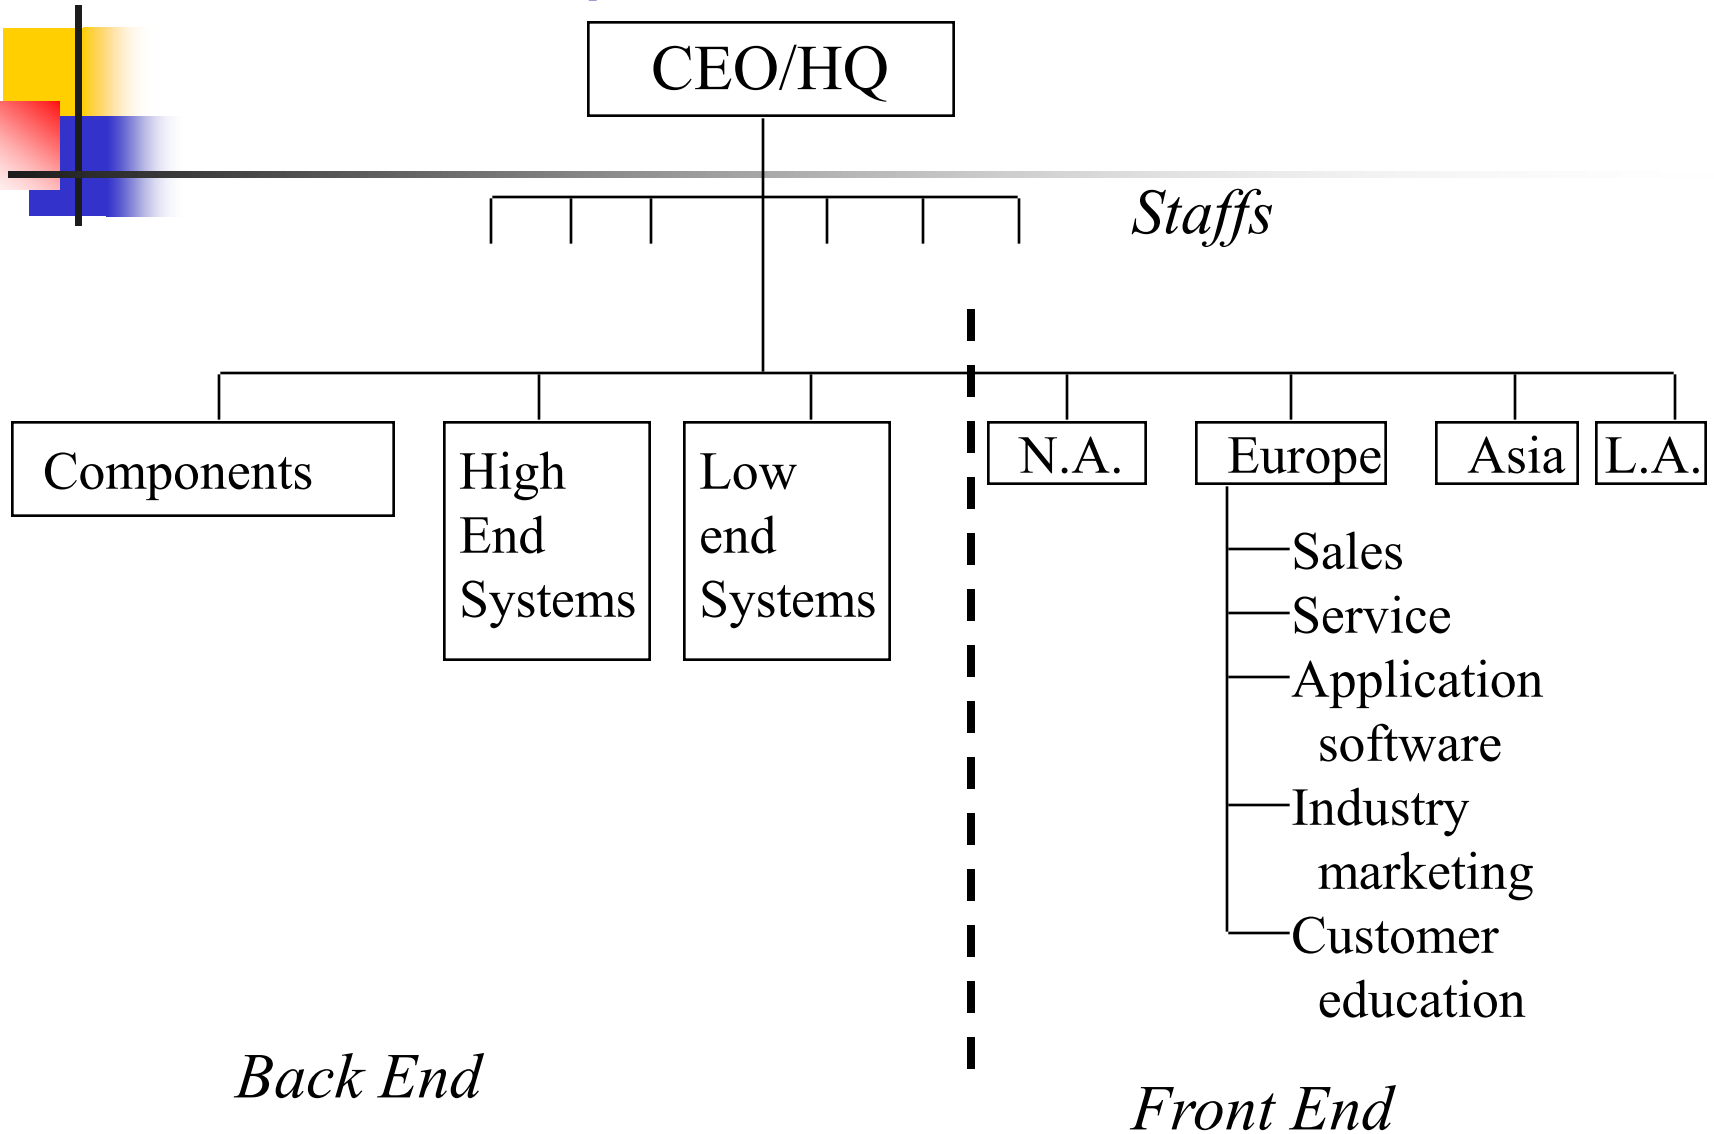 CEO/HQ
Staffs
Components
High
End
Systems
Low
end
Systems
N.A.
Europe
Asia
L.A.
Sales
Service
Application
software
Industry
marketing
Customer
education
Back End
Front End